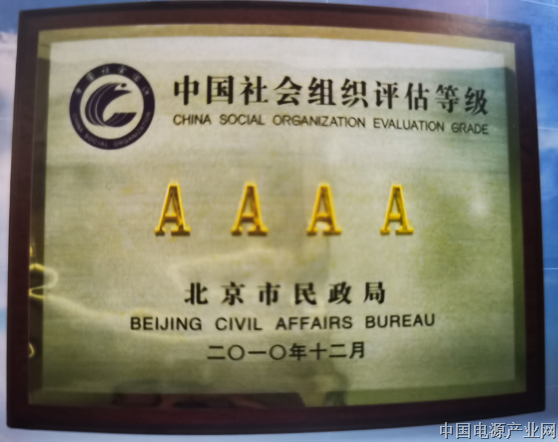 中国社会组织评估等级
CHINA SOCIAL ORGANIZATION EVALUATION GRADE
A A A A
北京市民政局
BEIJING CIVIL AFFAIRS BUREAU
二〇一〇年十二月
中国电源产业网